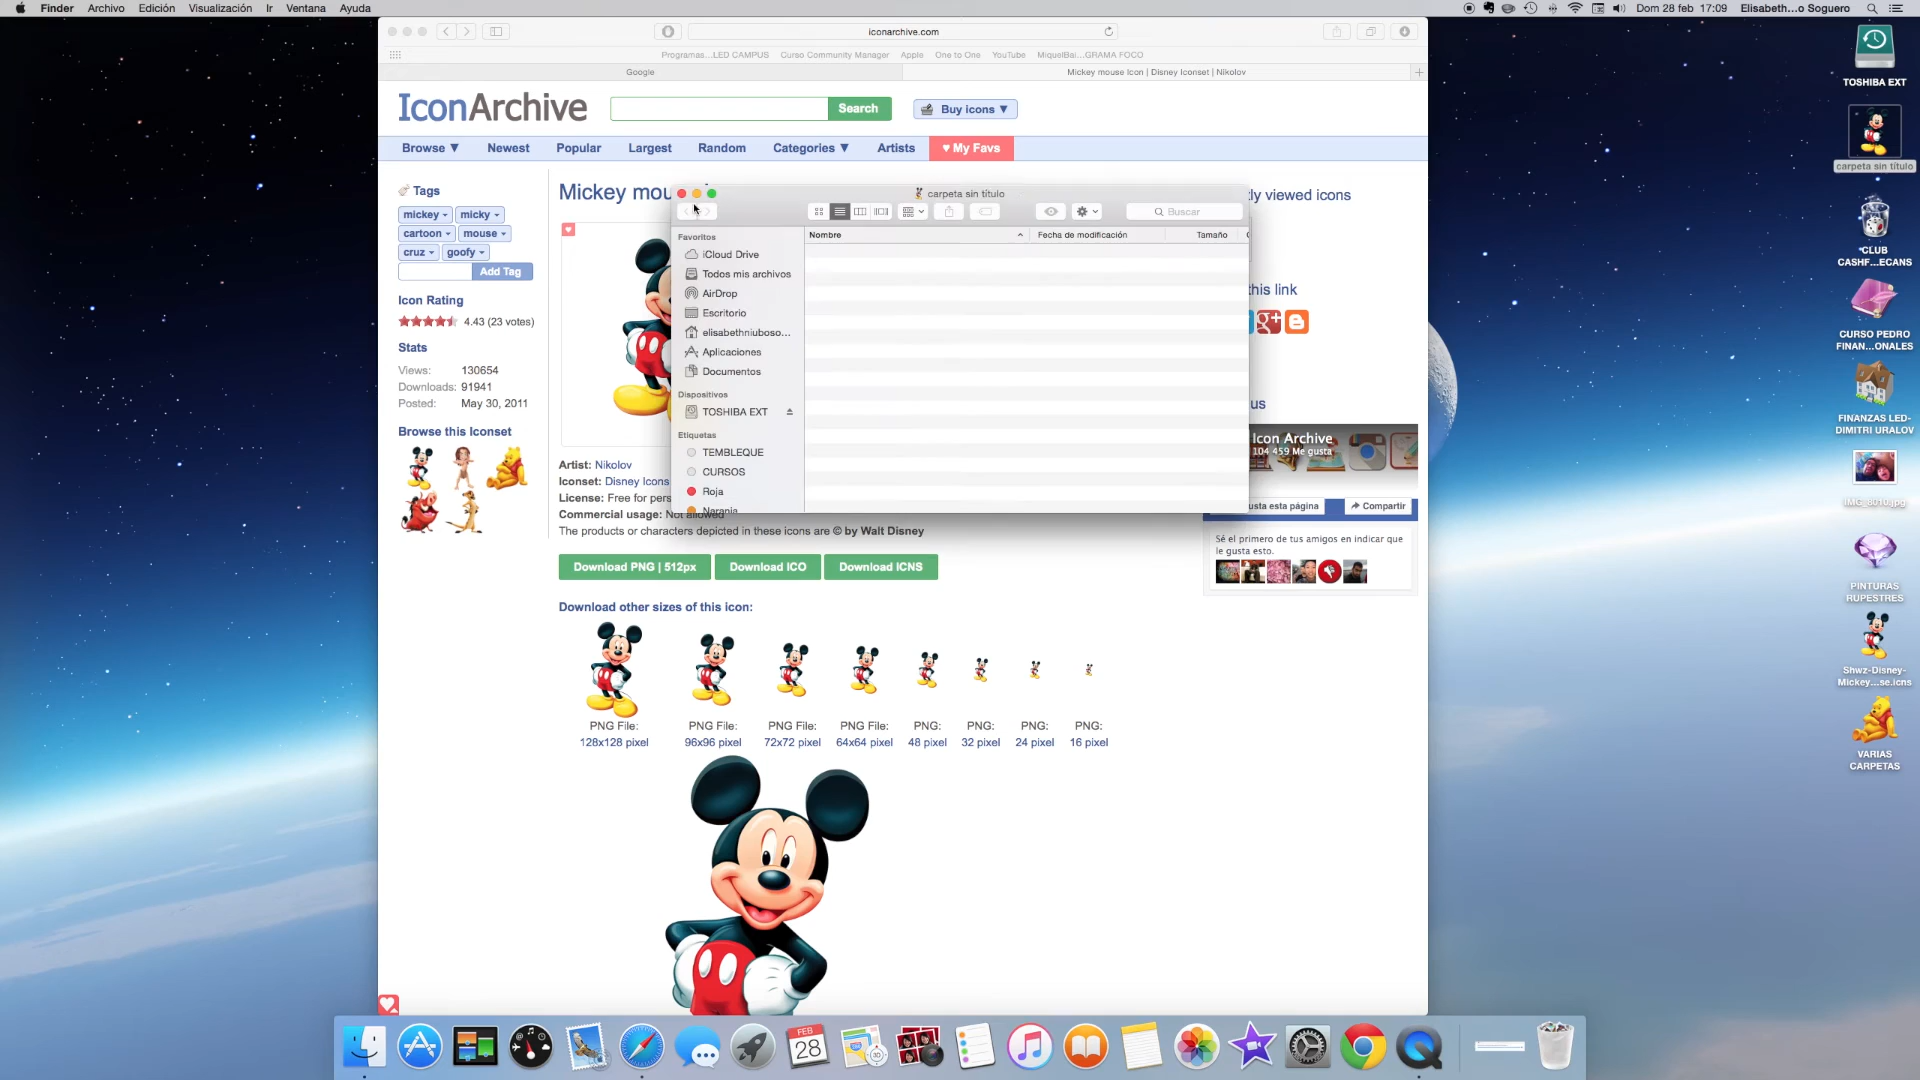 Finder Archivo Edición Visualización Ir Ventana Ayuda
Dom 28 feb 17:09 Elisabeth...o Soguero
iconarchive.com
Programas...LED CAMPUS Curso Community Manager Apple One to One YouTube MiquelBai...GRAMA FOCO
Google
Mickey mouse Icon | Disney Iconset | Nikolov
IconArchive
Search
Buy icons ▼
Browse ▼ Newest Popular Largest Random Categories ▼ Artists ♥ My Favs
Tags
mickey micky
cartoon mouse
cruz goofy
Add Tag
Icon Rating
4.43 (23 votes)
Stats
Views: 130654
Downloads: 91941
Posted: May 30, 2011
Browse this Iconset
Mickey mou
carpeta sin título
Buscar
Favoritos
iCloud Drive
Todos mis archivos
AirDrop
Escritorio
elisabethniuboso...
Aplicaciones
Documentos
Dispositivos
TOSHIBA EXT
Etiquetas
TEMBLEQUE
CURSOS
Roja
Naranja
Nombre Fecha de modificación Tamaño
tly viewed icons
this link
us
Icon Archive
104 459 Me gusta
usta esta página
Compartir
Sé el primero de tus amigos en indicar que
le gusta esto.
Artist: Nikolov
Iconset: Disney Icons
License: Free for pers
Commercial usage: Not allowed
The products or characters depicted in these icons are © by Walt Disney
Download PNG | 512px
Download ICO
Download ICNS
Download other sizes of this icon:
PNG File: PNG File: PNG File: PNG File: PNG: PNG: PNG: PNG:
128x128 pixel 96x96 pixel 72x72 pixel 64x64 pixel 48 pixel 32 pixel 24 pixel 16 pixel
TOSHIBA EXT
carpeta sin título
*CLUB
CASHF...ECANS
CURSO PEDRO
FINAN...ONALES
FINANZAS LED-
DIMITRI URALOV
IMG_8010.jpg
PINTURAS
RUPESTRES
Shwz-Disney-
Mickey...se.icns
VARIAS
CARPETAS
FEB
28